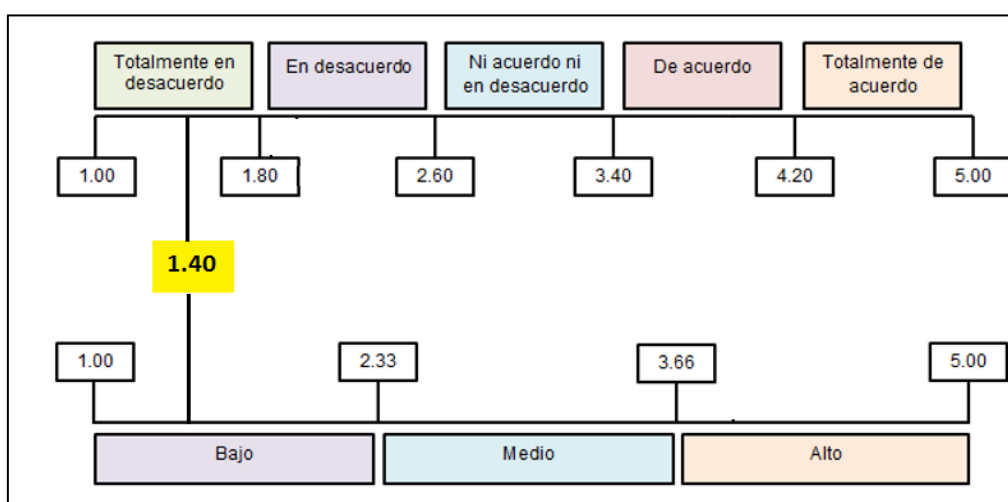 Totalmente en
desacuerdo
En desacuerdo
Ni acuerdo ni
en desacuerdo
De acuerdo
Totalmente de
acuerdo
1.00
1.80
2.60
3.40
4.20
5.00
1.40
1.00
2.33
3.66
5.00
Bajo
Medio
Alto